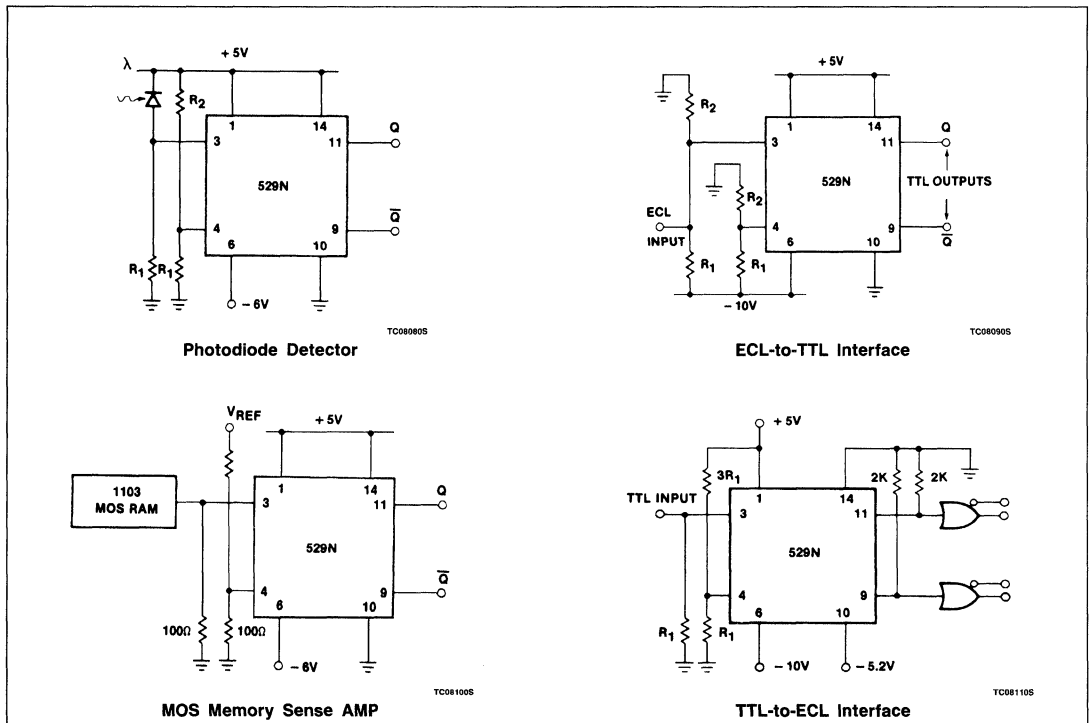 + 5V
λ
R2
1
14
3
11
Q
529N
4
9
Q
6
10
R1
R1
– 6V
TC08080S
Photodiode Detector
+ 5V
R2
1
14
3
11
Q
529N
TTL OUTPUTS
R2
ECL
INPUT
4
9
Q
6
10
R1
R1
– 10V
TC08090S
ECL-to-TTL Interface
VREF
+ 5V
1103
MOS RAM
1
14
3
11
Q
529N
4
9
Q
6
10
100Ω
100Ω
– 6V
TC08100S
MOS Memory Sense AMP
+ 5V
3R1
2K
2K
TTL INPUT
1
14
3
11
529N
4
9
6
10
R1
R1
– 10V
– 5.2V
TC08110S
TTL-to-ECL Interface